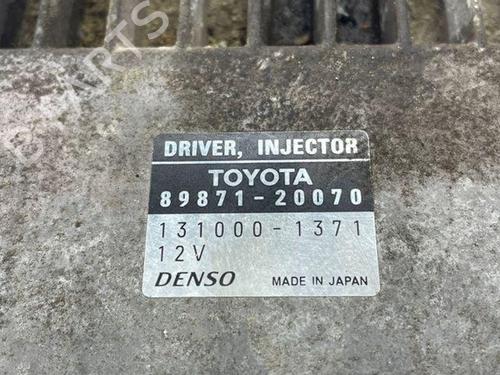 DRIVER, INJECTOR
TOYOTA
89871-20070
131000-1371
12V
DENSO MADE IN JAPAN